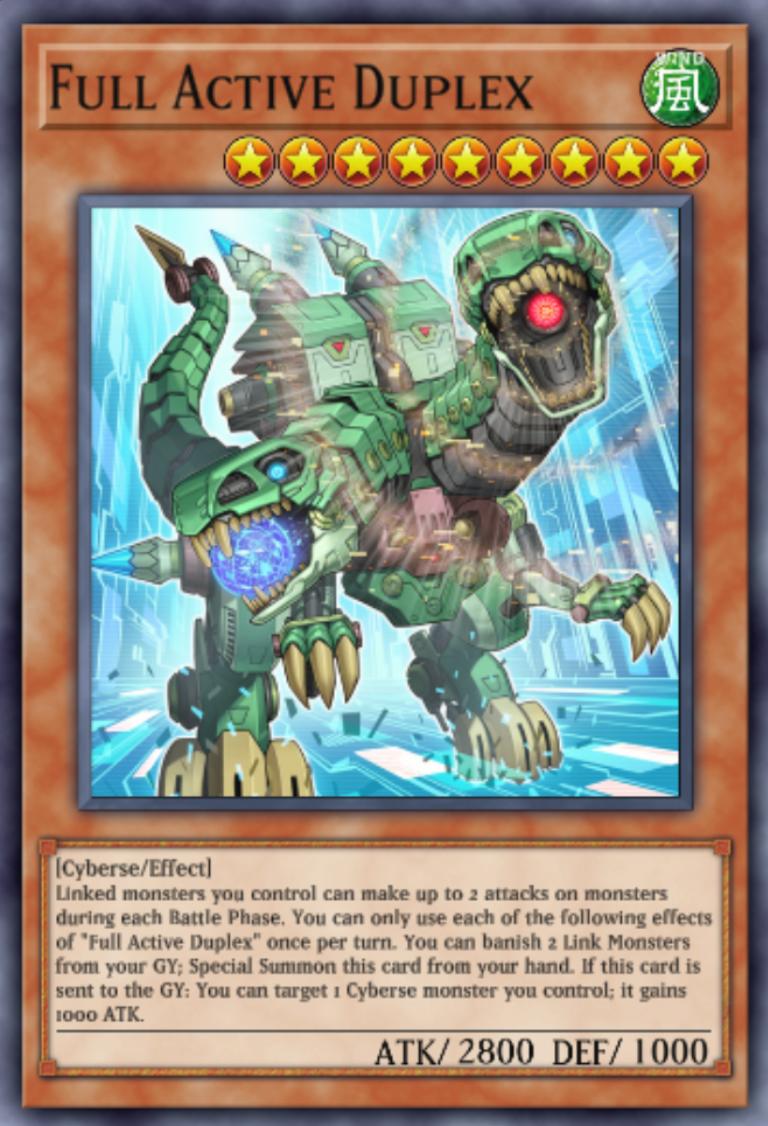 FULL ACTIVE DUPLEX
WIND
風
[Cyberse/Effect]
Linked monsters you control can make up to 2 attacks on monsters
during each Battle Phase. You can only use each of the following effects
of "Full Active Duplex" once per turn. You can banish 2 Link Monsters
from your GY; Special Summon this card from your hand. If this card is
sent to the GY: You can target 1 Cyberse monster you control; it gains
1000 ATK.
ATK/ 2800 DEF/ 1000